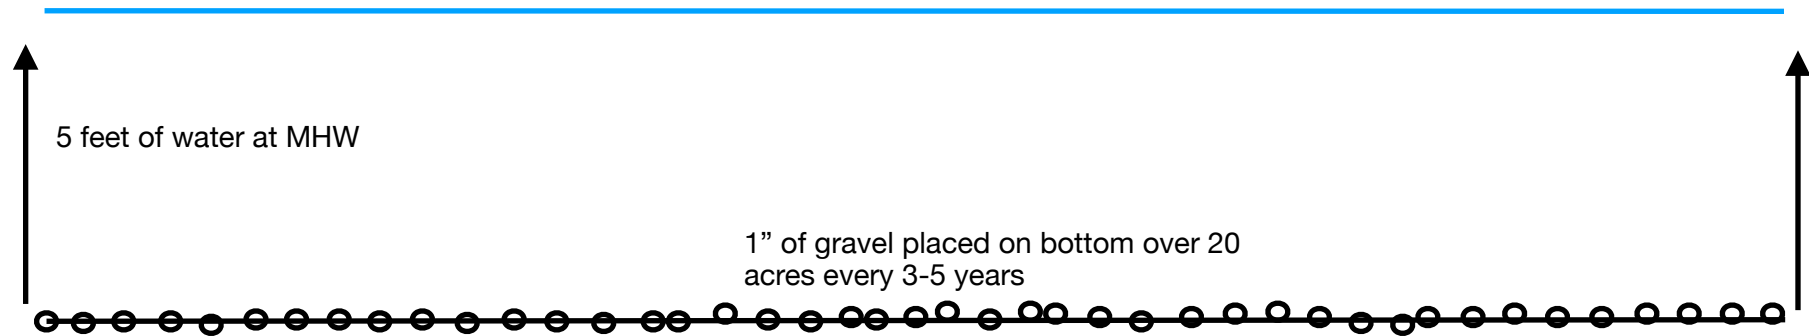 5 feet of water at MHW
1” of gravel placed on bottom over 20
acres every 3-5 years